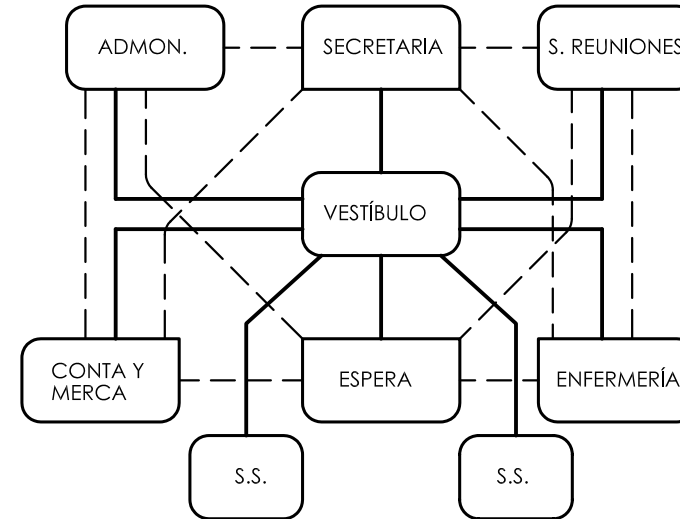 ADMON.
SECRETARIA
S. REUNIONES
VESTÍBULO
CONTA Y
MERCA
ESPERA
ENFERMERÍA
S.S.
S.S.